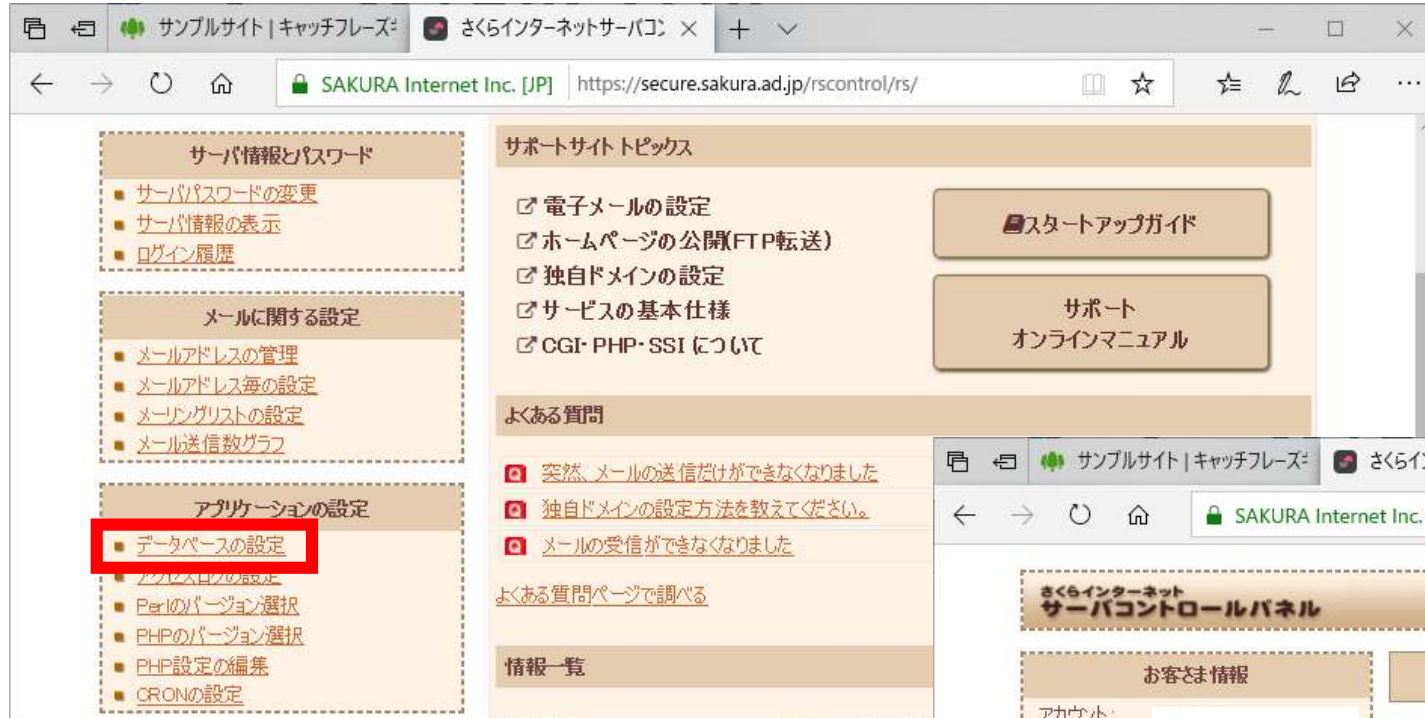 サンプルサイト | キャッチフレーズ
さくらインターネットサーバコン
SAKURA Internet Inc. [JP]
https://secure.sakura.ad.jp/rscontrol/rs/
サーバ情報とパスワード
サーバパスワードの変更
サーバ情報の表示
ログイン履歴
メールに関する設定
メールアドレスの管理
メールアドレス毎の設定
メーリングリストの設定
メール送信数グラフ
アプリケーションの設定
データベースの設定
アクセスログの設定
Perlのバージョン選択
PHPのバージョン選択
PHP設定の編集
CRONの設定
サポートサイトトピックス
電子メールの設定
ホームページの公開(FTP転送)
独自ドメインの設定
サービスの基本仕様
CGI・PHP・SSIについて
スタートアップガイド
サポート
オンラインマニュアル
よくある質問
突然、メールの送信だけができなくなりました
独自ドメインの設定方法を教えてください。
メールの受信ができなくなりました
よくある質問ページで調べる
情報一覧
サンプルサイト | キャッチフレーズ
さくらイ
SAKURA Internet Inc.
さくらインターネット
サーバコントロールパネル
お客さま情報
アカウント: